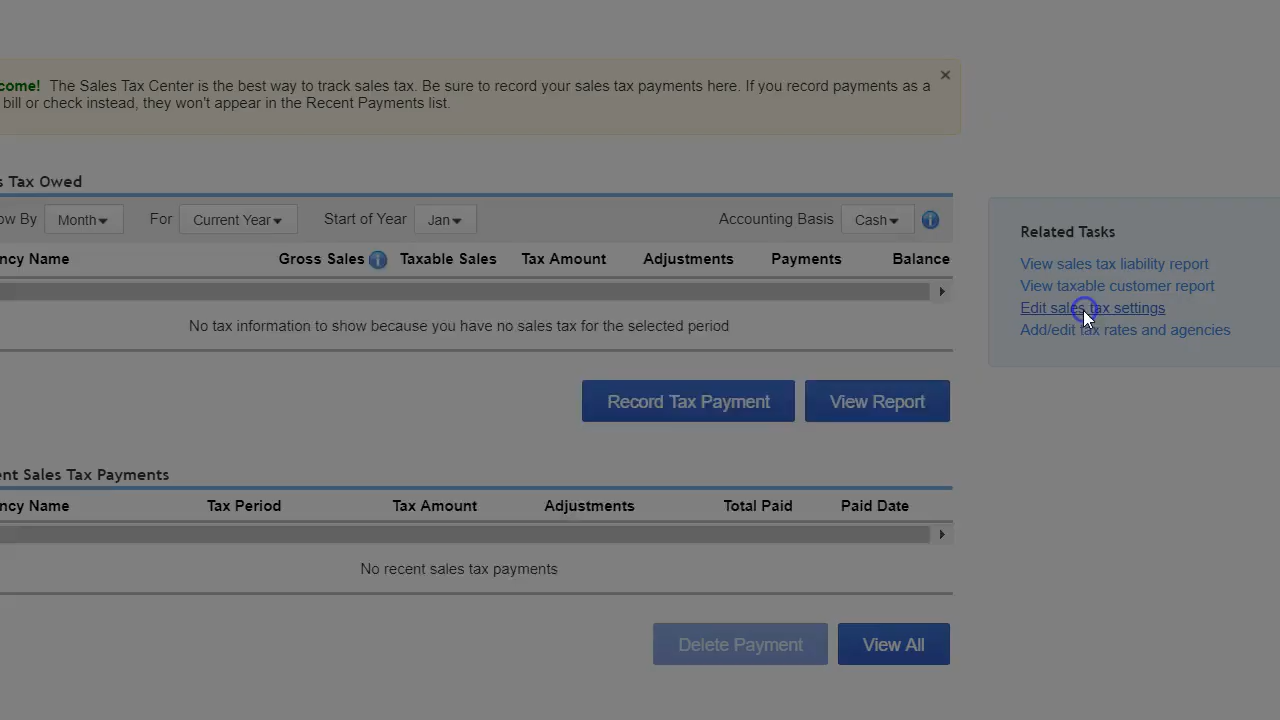 come! The Sales Tax Center is the best way to track sales tax. Be sure to record your sales tax payments here. If you record payments as a
bill or check instead, they won't appear in the Recent Payments list.
s Tax Owed
ow By Month For Current Year Start of Year Jan Accounting Basis Cash
ncy Name Gross Sales Taxable Sales Tax Amount Adjustments Payments Balance
No tax information to show because you have no sales tax for the selected period
Record Tax Payment View Report
Related Tasks
View sales tax liability report
View taxable customer report
Edit sales tax settings
Add/edit tax rates and agencies
ent Sales Tax Payments
ncy Name Tax Period Tax Amount Adjustments Total Paid Paid Date
No recent sales tax payments
Delete Payment View All